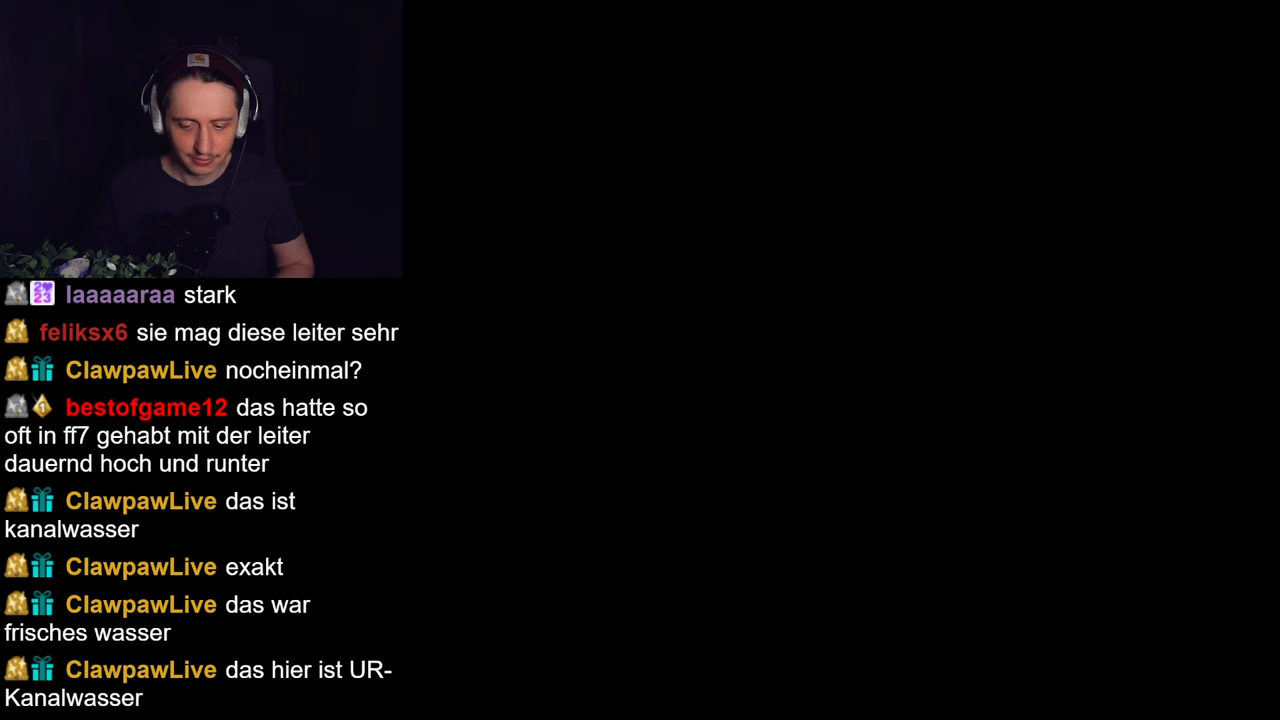 laaaaaraa stark
feliksx6 sie mag diese leiter sehr
ClawpawLive nocheinmal?
bestofgame12 das hatte so
oft in ff7 gehabt mit der leiter
dauernd hoch und runter
ClawpawLive das ist
kanalwasser
ClawpawLive exakt
ClawpawLive das war
frisches wasser
ClawpawLive das hier ist UR-
Kanalwasser